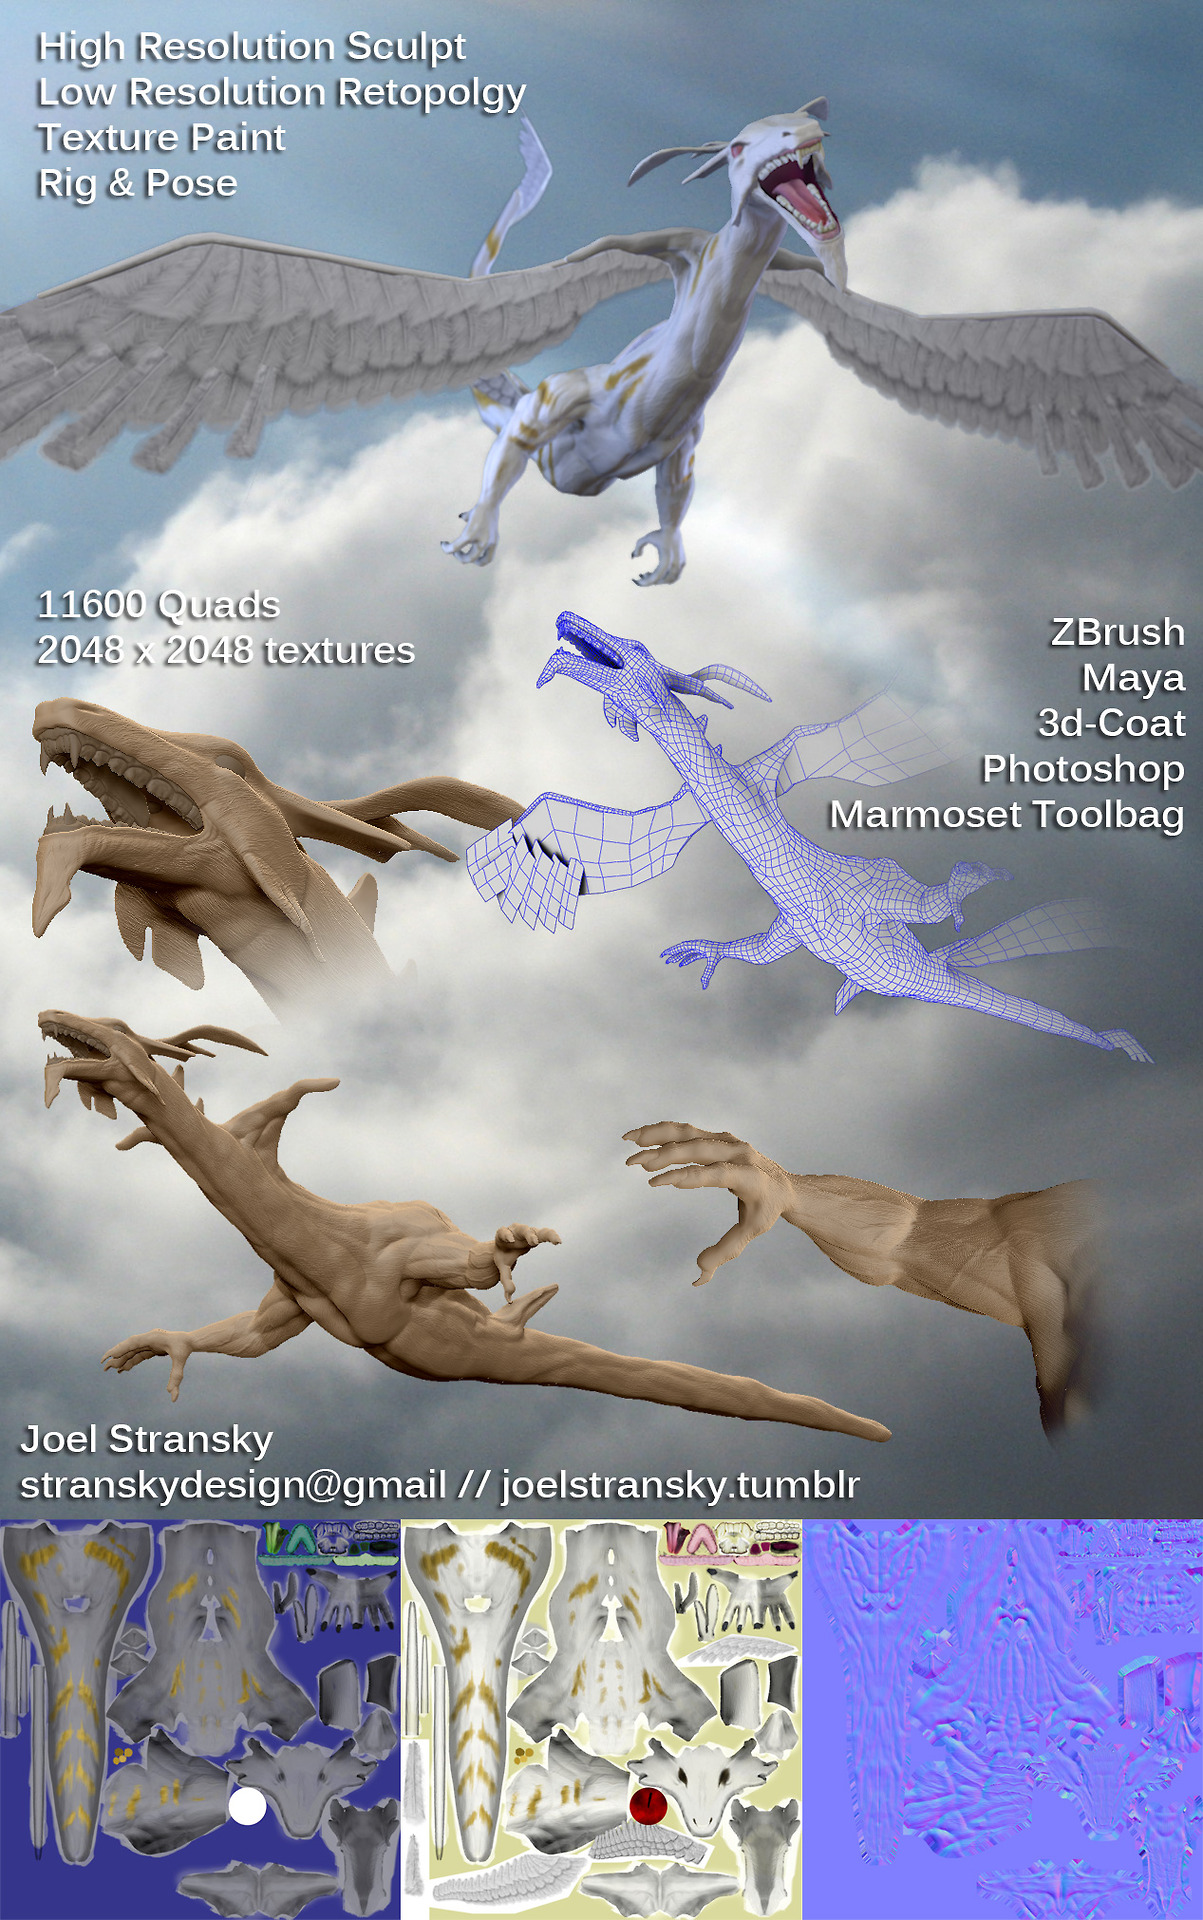 High Resolution Sculpt
Low Resolution Retopolgy
Texture Paint
Rig & Pose
11600 Quads
2048 x 2048 textures
ZBrush
Maya
3d-Coat
Photoshop
Marmoset Toolbag
Joel Stransky
stranskydesign@gmail // joelstransky.tumblr